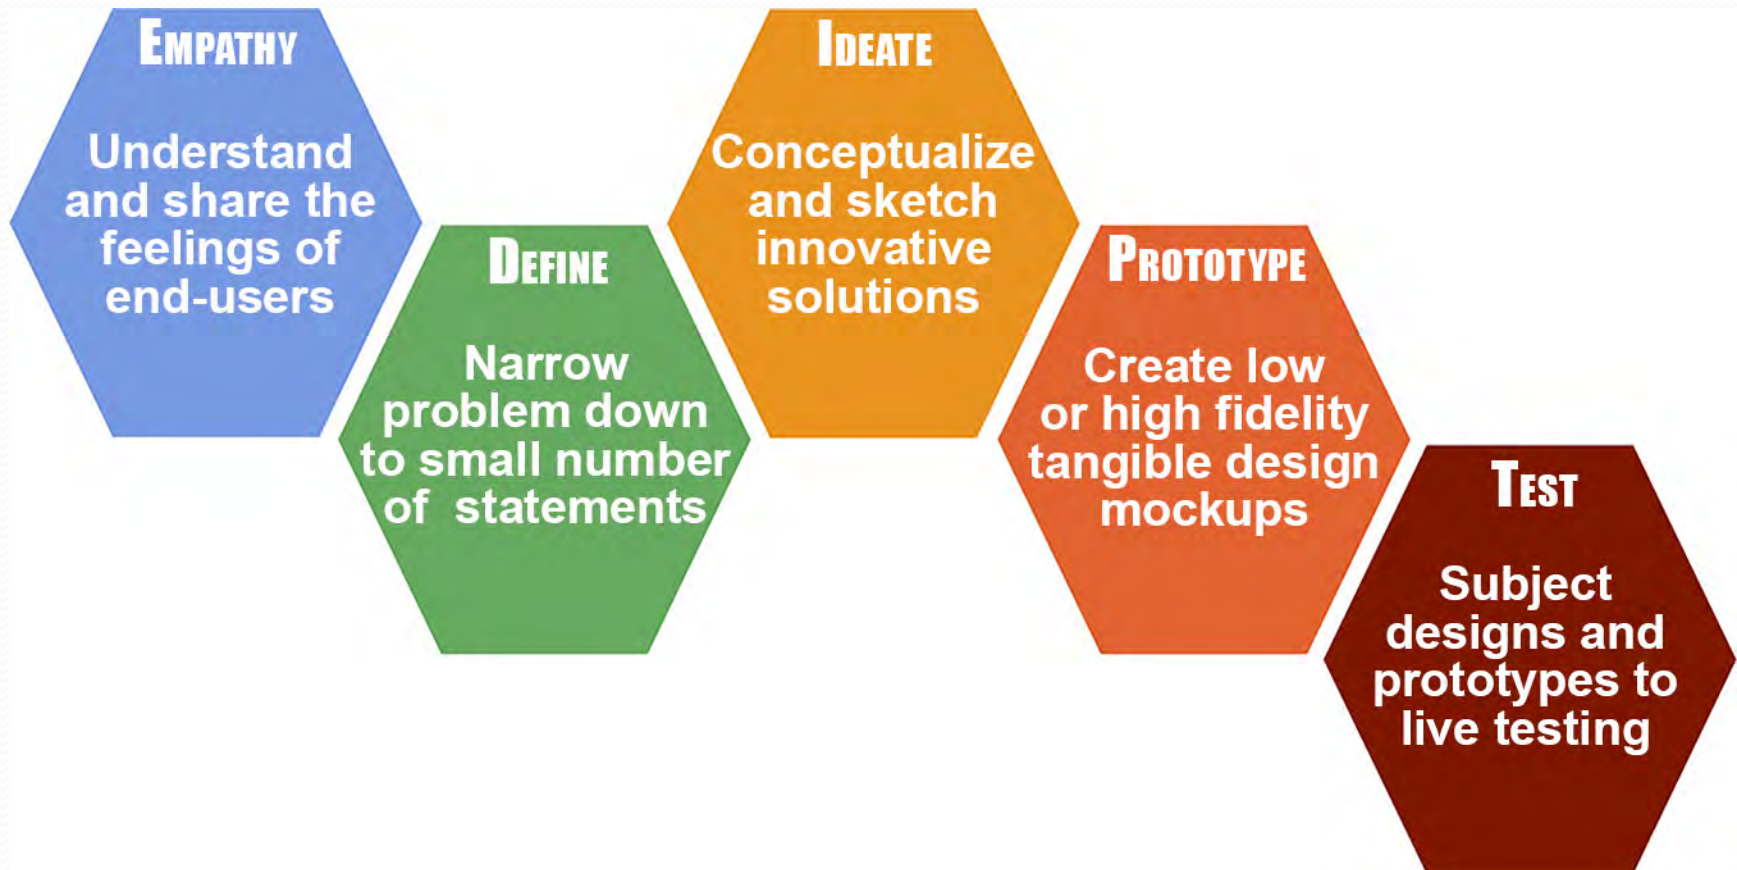 EMPATHY
Understand
and share the
feelings of
end-users
DEFINE
Narrow
problem down
to small number
of statements
IDEATE
Conceptualize
and sketch
innovative
solutions
PROTOTYPE
Create low
or high fidelity
tangible design
mockups
TEST
Subject
designs and
prototypes to
live testing